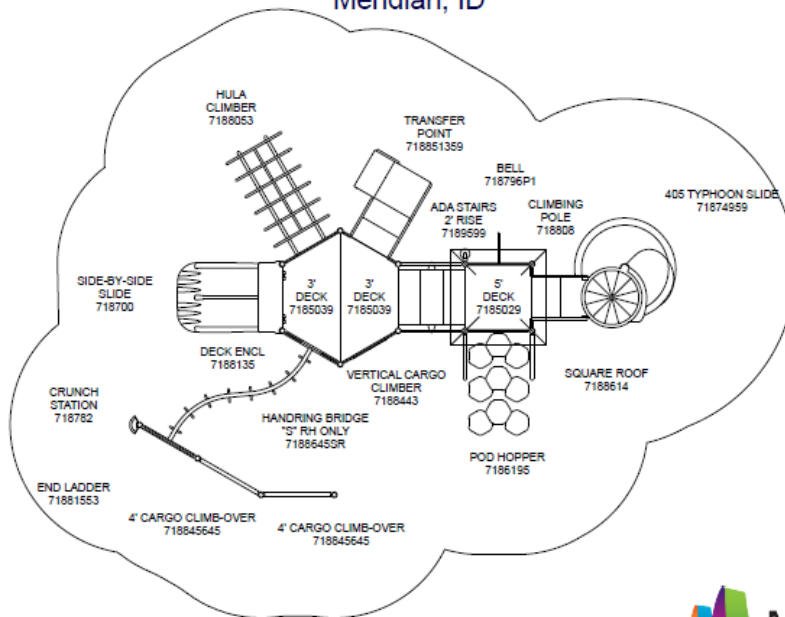 Meridian, ID
HULA
CLIMBER
7188053
TRANSFER
POINT
718851359
BELL
718796P1
ADA STAIRS
2' RISE
7189599
CLIMBING
POLE
718808
405 TYPHOON SLIDE
71874959
SIDE-BY-SIDE
SLIDE
718700
3'
DECK
7185039
3'
DECK
7185039
5'
DECK
7185029
DECK ENCL
7188135
VERTICAL CARGO
CLIMBER
7188443
SQUARE ROOF
7188614
CRUNCH
STATION
718782
HANDRING BRIDGE
"S" RH ONLY
7188645SR
POD HOPPER
7186195
END LADDER
71881553
4' CARGO CLIMB-OVER
718845645
4' CARGO CLIMB-OVER
718845645